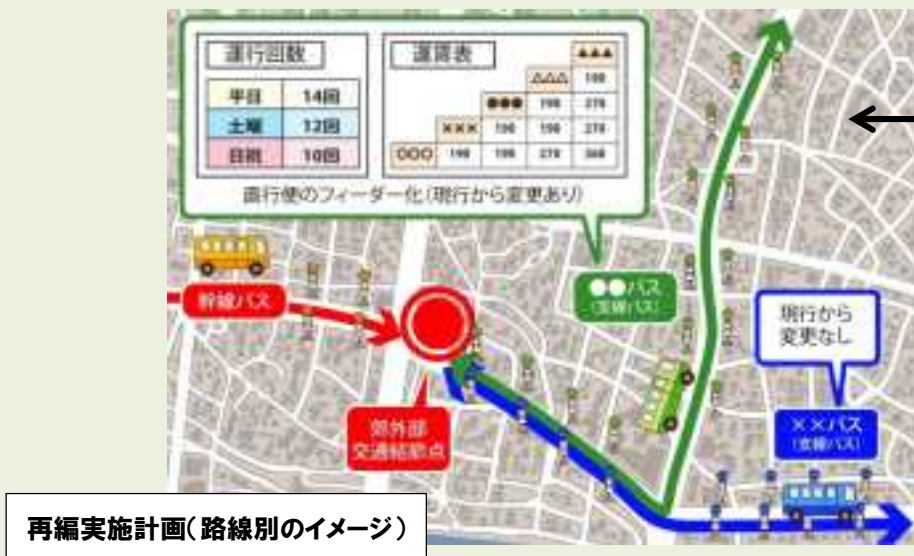 運行回数
平日 14回
土曜 12回
日祝 10回
運賃表
▲▲▲
△△△ 190
●●● 190 270
××× 190 190 270
○○○ 190 190 270 360
直行便のフィーダー化(現行から変更あり)
幹線バス
●●バス
(支線バス)
現行から
変更なし
郊外部
交通結節点
××バス
(支線バス)
再編実施計画(路線別のイメージ)